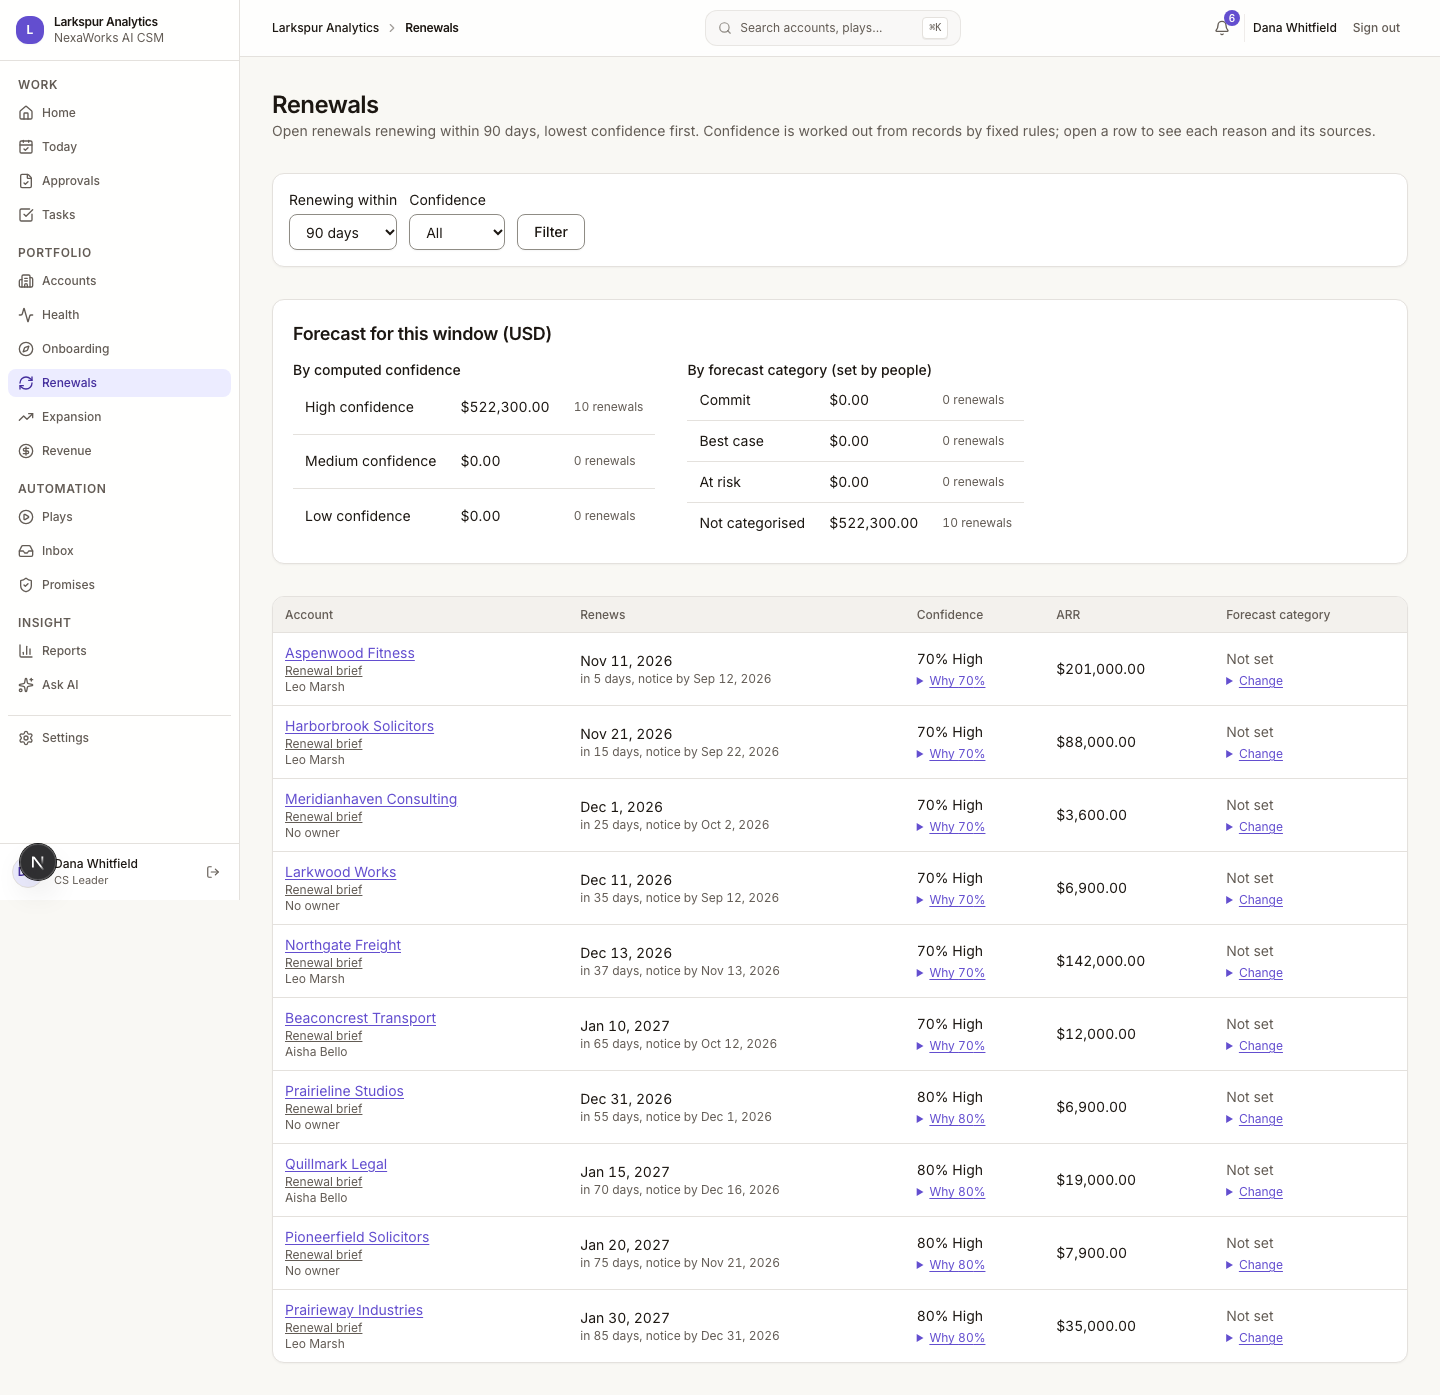 L
Larkspur Analytics
NexaWorks AI CSM
Larkspur Analytics > Renewals
Search accounts, plays...
⌘K
6
Dana Whitfield
Sign out
WORK
Home
Today
Approvals
Tasks
PORTFOLIO
Accounts
Health
Onboarding
Renewals
Expansion
Revenue
AUTOMATION
Plays
Inbox
Promises
INSIGHT
Reports
Ask AI
Settings
N
Dana Whitfield
CS Leader
Renewals
Open renewals renewing within 90 days, lowest confidence first. Confidence is worked out from records by fixed rules; open a row to see each reason and its sources.
Renewing within Confidence
90 days All Filter
Forecast for this window (USD)
By computed confidence
High confidence $522,300.00 10 renewals
Medium confidence $0.00 0 renewals
Low confidence $0.00 0 renewals
By forecast category (set by people)
Commit $0.00 0 renewals
Best case $0.00 0 renewals
At risk $0.00 0 renewals
Not categorised $522,300.00 10 renewals
Account Renews Confidence ARR Forecast category
Aspenwood Fitness
Renewal brief
Leo Marsh
Nov 11, 2026
in 5 days, notice by Sep 12, 2026
70% High
Why 70%
$201,000.00
Not set
Change
Harborbrook Solicitors
Renewal brief
Leo Marsh
Nov 21, 2026
in 15 days, notice by Sep 22, 2026
70% High
Why 70%
$88,000.00
Not set
Change
Meridianhaven Consulting
Renewal brief
No owner
Dec 1, 2026
in 25 days, notice by Oct 2, 2026
70% High
Why 70%
$3,600.00
Not set
Change
Larkwood Works
Renewal brief
No owner
Dec 11, 2026
in 35 days, notice by Sep 12, 2026
70% High
Why 70%
$6,900.00
Not set
Change
Northgate Freight
Renewal brief
Leo Marsh
Dec 13, 2026
in 37 days, notice by Nov 13, 2026
70% High
Why 70%
$142,000.00
Not set
Change
Beaconcrest Transport
Renewal brief
Aisha Bello
Jan 10, 2027
in 65 days, notice by Oct 12, 2026
70% High
Why 70%
$12,000.00
Not set
Change
Prairieline Studios
Renewal brief
No owner
Dec 31, 2026
in 55 days, notice by Dec 1, 2026
80% High
Why 80%
$6,900.00
Not set
Change
Quillmark Legal
Renewal brief
Aisha Bello
Jan 15, 2027
in 70 days, notice by Dec 16, 2026
80% High
Why 80%
$19,000.00
Not set
Change
Pioneerfield Solicitors
Renewal brief
No owner
Jan 20, 2027
in 75 days, notice by Nov 21, 2026
80% High
Why 80%
$7,900.00
Not set
Change
Prairieway Industries
Renewal brief
Leo Marsh
Jan 30, 2027
in 85 days, notice by Dec 31, 2026
80% High
Why 80%
$35,000.00
Not set
Change